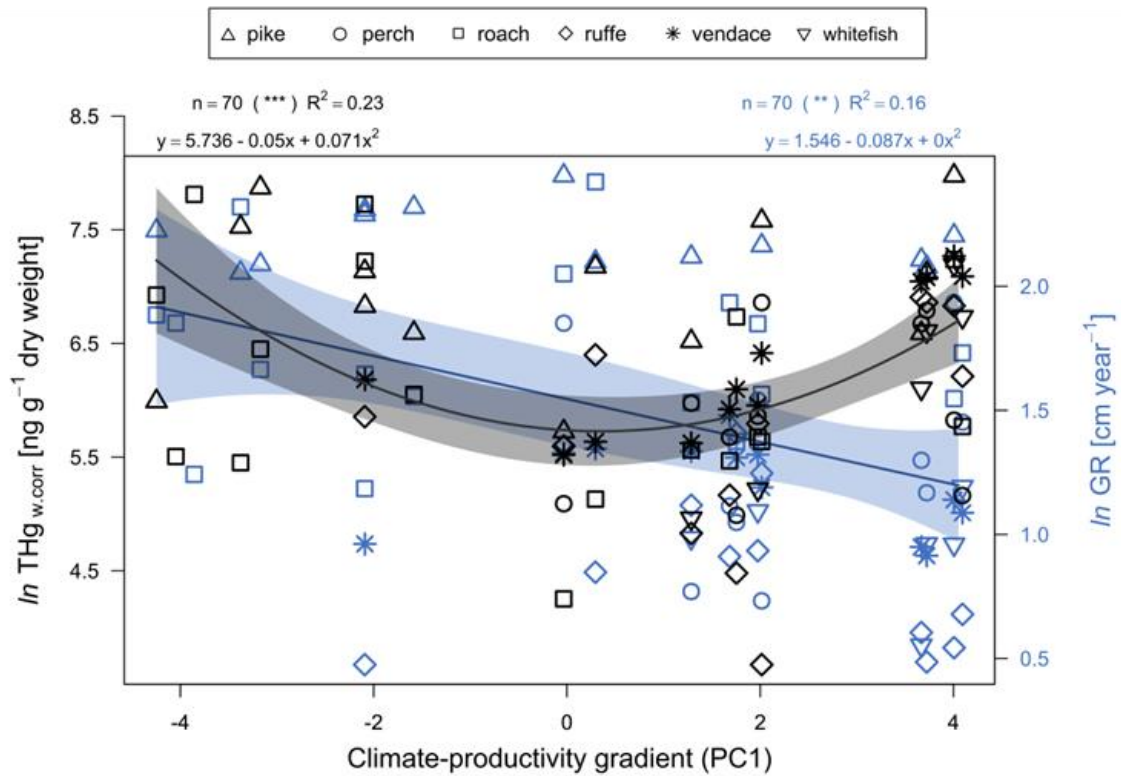 pike perch roach ruffe vendace whitefish
n = 70 (***) R² = 0.23
y = 5.736 - 0.05x + 0.071x²
n = 70 (**) R² = 0.16
y = 1.546 - 0.087x + 0x²
8.5
7.5
6.5
5.5
4.5
ln THg w.corr [ng g⁻¹ dry weight]
2.0
1.5
1.0
0.5
ln GR [cm year⁻¹]
-4 -2 0 2 4
Climate-productivity gradient (PC1)